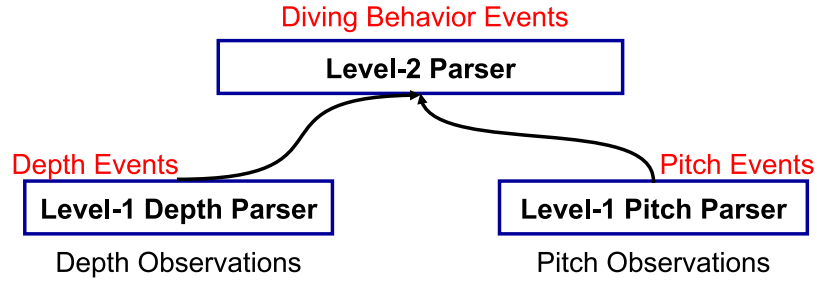 Diving Behavior Events
Level-2 Parser
Depth Events
Pitch Events
Level-1 Depth Parser
Level-1 Pitch Parser
Depth Observations
Pitch Observations